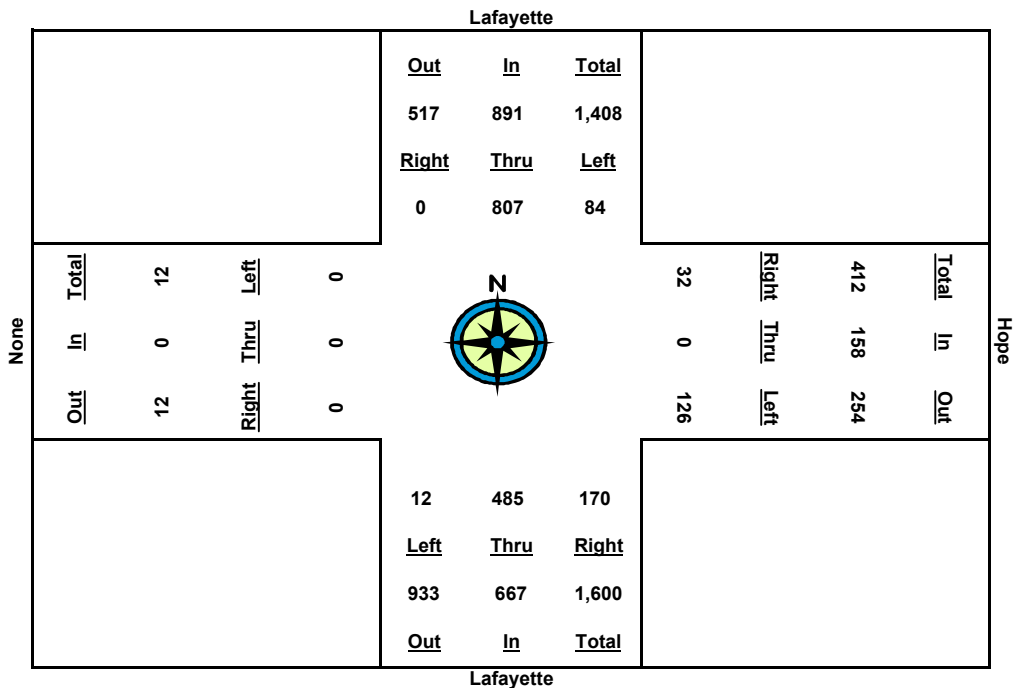 Lafayette
Out In Total
517 891 1,408
Right Thru Left
0 807 84
None
Total 12 Left 0
In 0 Thru 0
Out 12 Right 0
N
32 Right 412 Total
0 Thru 158 In
126 Left 254 Out
Hope
12 485 170
Left Thru Right
933 667 1,600
Out In Total
Lafayette